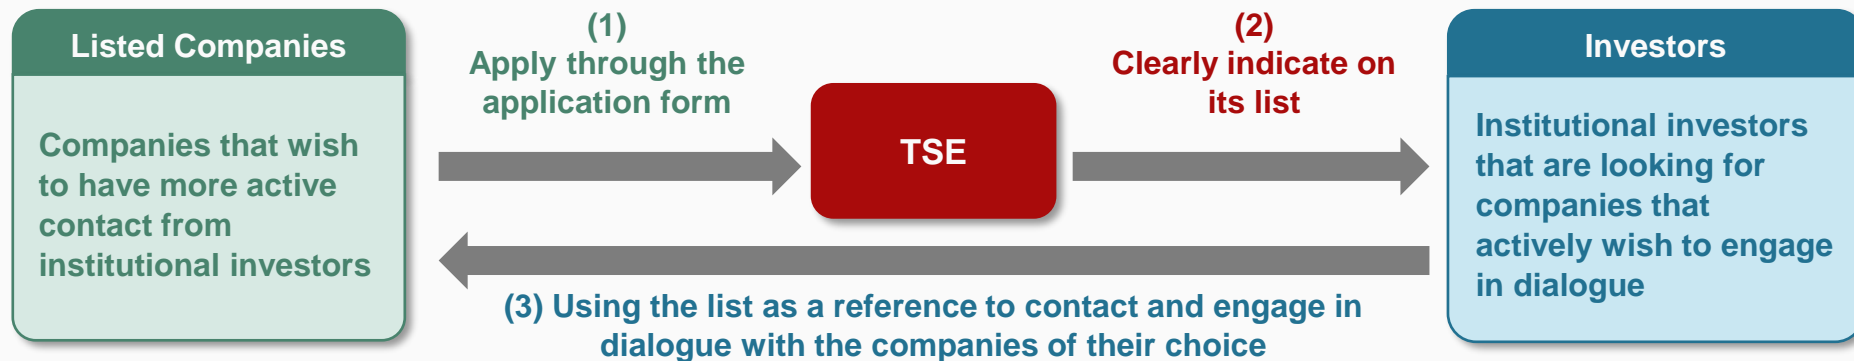 Listed Companies
Companies that wish
to have more active
contact from
institutional investors
(1)
Apply through the
application form
TSE
(2)
Clearly indicate on
its list
Investors
Institutional investors
that are looking for
companies that
actively wish to engage
in dialogue
(3) Using the list as a reference to contact and engage in
dialogue with the companies of their choice